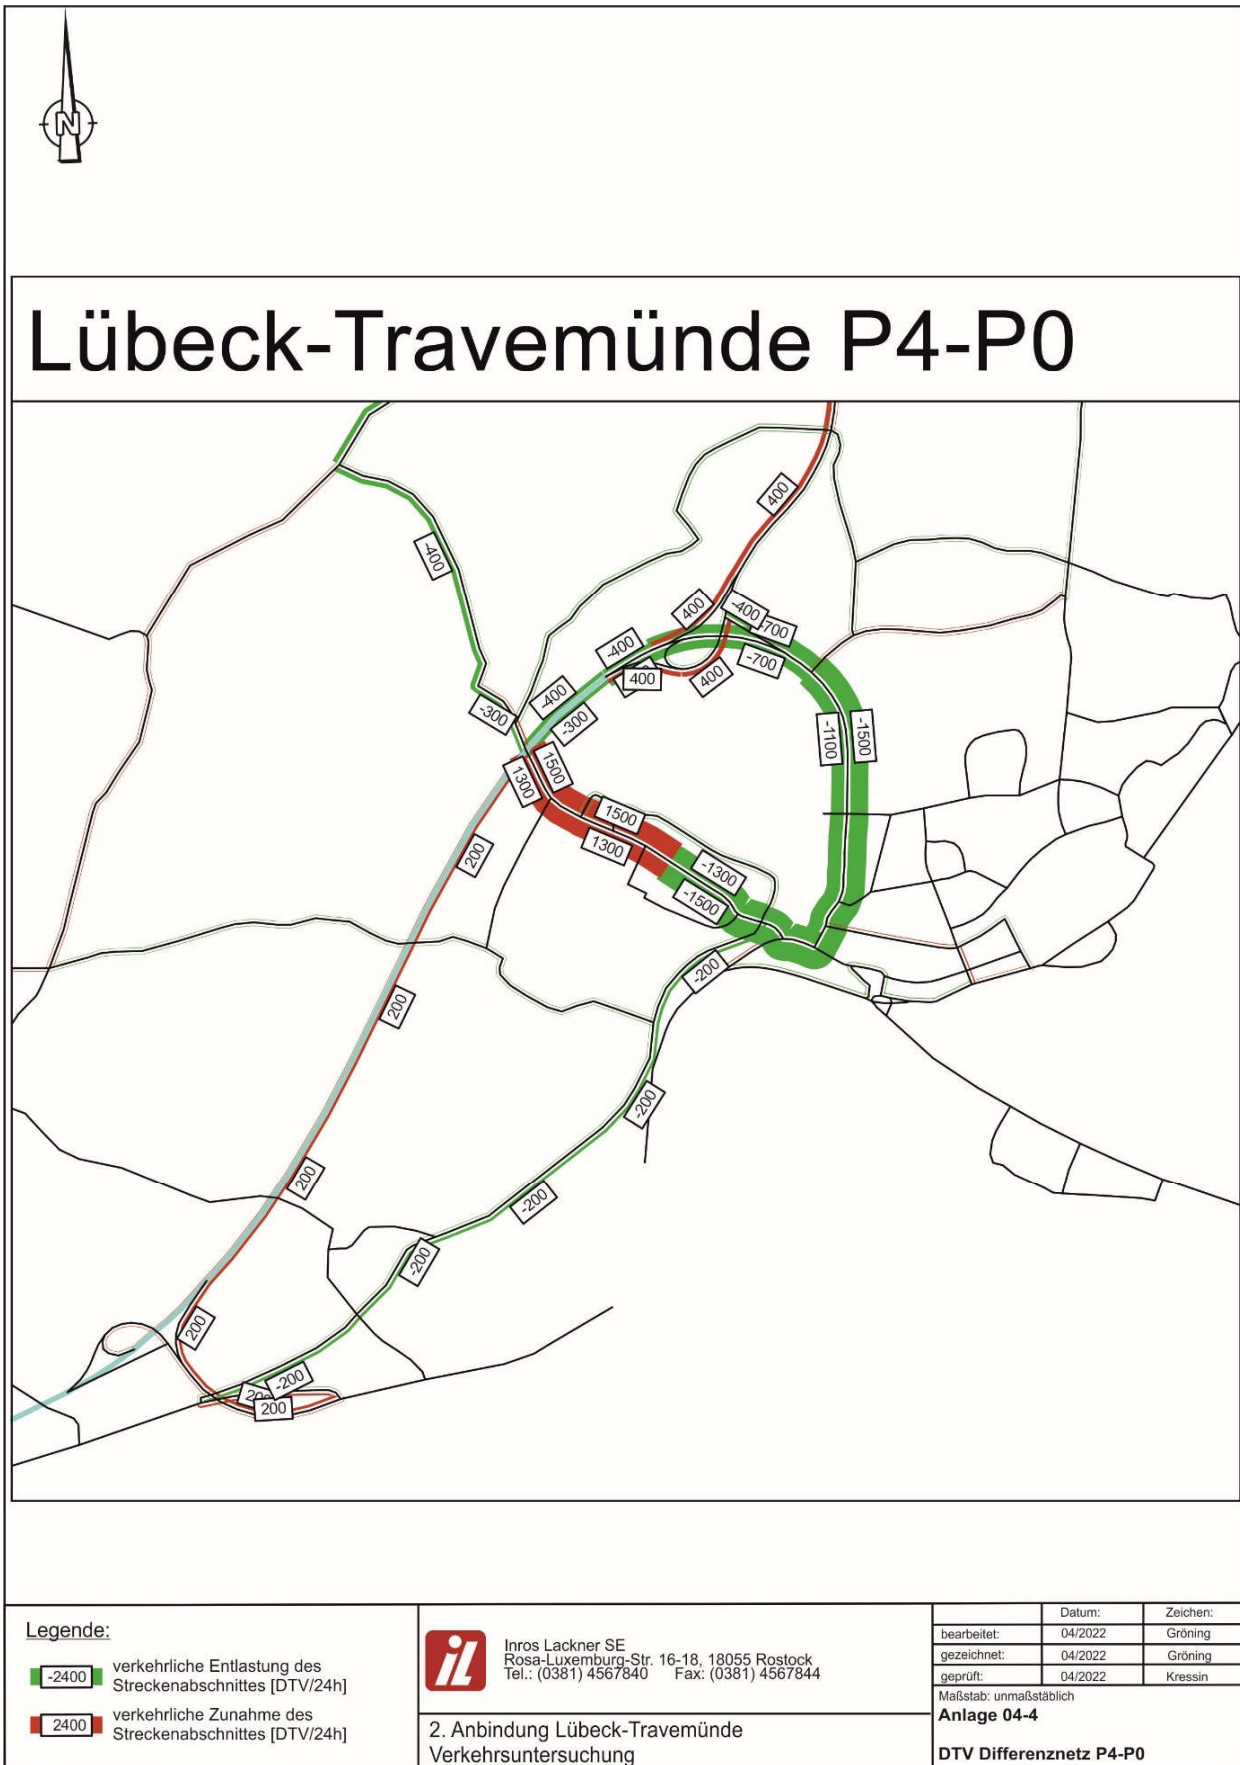 N
Lübeck-Travemünde P4-P0
400
-400
400
-400
-700
-400
-700
400
400
-400
-300
-300
-1500
-1100
1500
1300
1500
1300
200
-1300
-1500
-200
200
-200
200
-200
-200
200
-200
200
200
Legende:
-2400 verkehrliche Entlastung des
Streckenabschnittes [DTV/24h]
2400 verkehrliche Zunahme des
Streckenabschnittes [DTV/24h]
iL
Inros Lackner SE
Rosa-Luxemburg-Str. 16-18, 18055 Rostock
Tel.: (0381) 4567840 Fax: (0381) 4567844
2. Anbindung Lübeck-Travemünde
Verkehrsuntersuchung
Datum: Zeichen:
bearbeitet: 04/2022 Gröning
gezeichnet: 04/2022 Gröning
geprüft: 04/2022 Kressin
Maßstab: unmaßstäblich
Anlage 04-4
DTV Differenznetz P4-P0